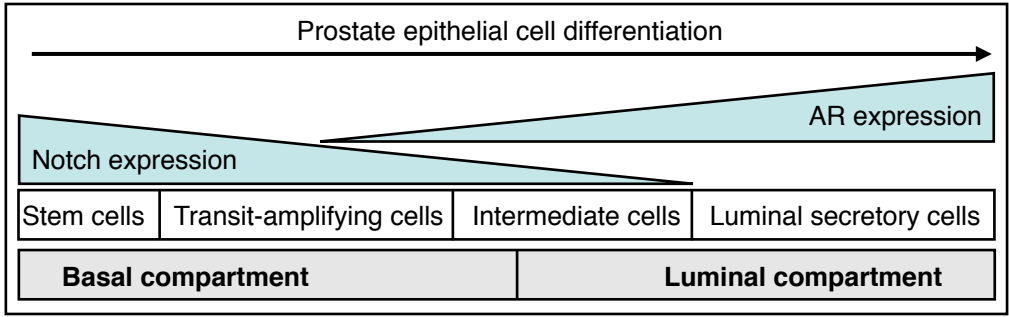 Prostate epithelial cell differentiation
AR expression
Notch expression
Stem cells
Transit-amplifying cells
Intermediate cells
Luminal secretory cells
Basal compartment
Luminal compartment